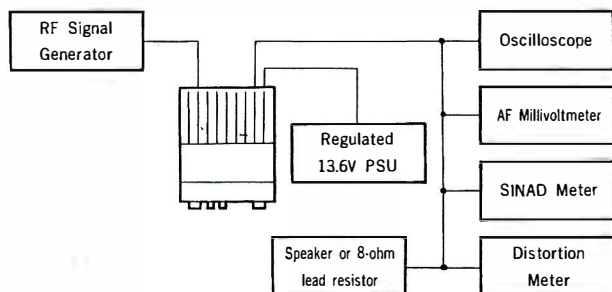 RF Signal
Generator
Oscilloscope
AF Millivoltmeter
Regulated
13.6V PSU
SINAD Meter
Speaker or 8-ohm
lead resistor
Distortion
Meter